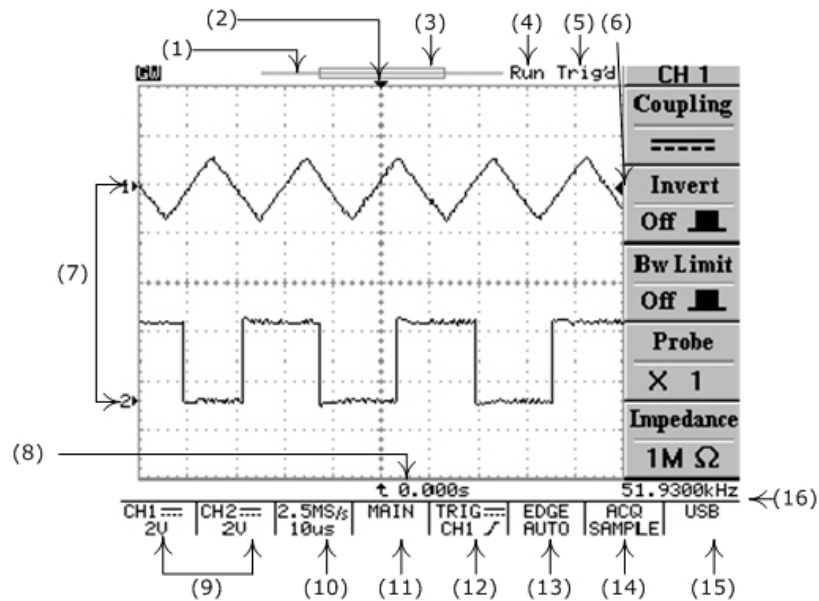 (2) (3) (4) (5) (6)
(1)
GW Run Trig'd CH 1
Coupling
1
Invert
Off
(7)
Bw Limit
Off
Probe
X 1
2
Impedance
1M Ω
(8)
t 0.000s 51.9300kHz
(16)
CH1 CH2 2.5MS/s MAIN TRIG EDGE ACQ USB
2V 2V 10us CH1 AUTO SAMPLE
(9) (10) (11) (12) (13) (14) (15)